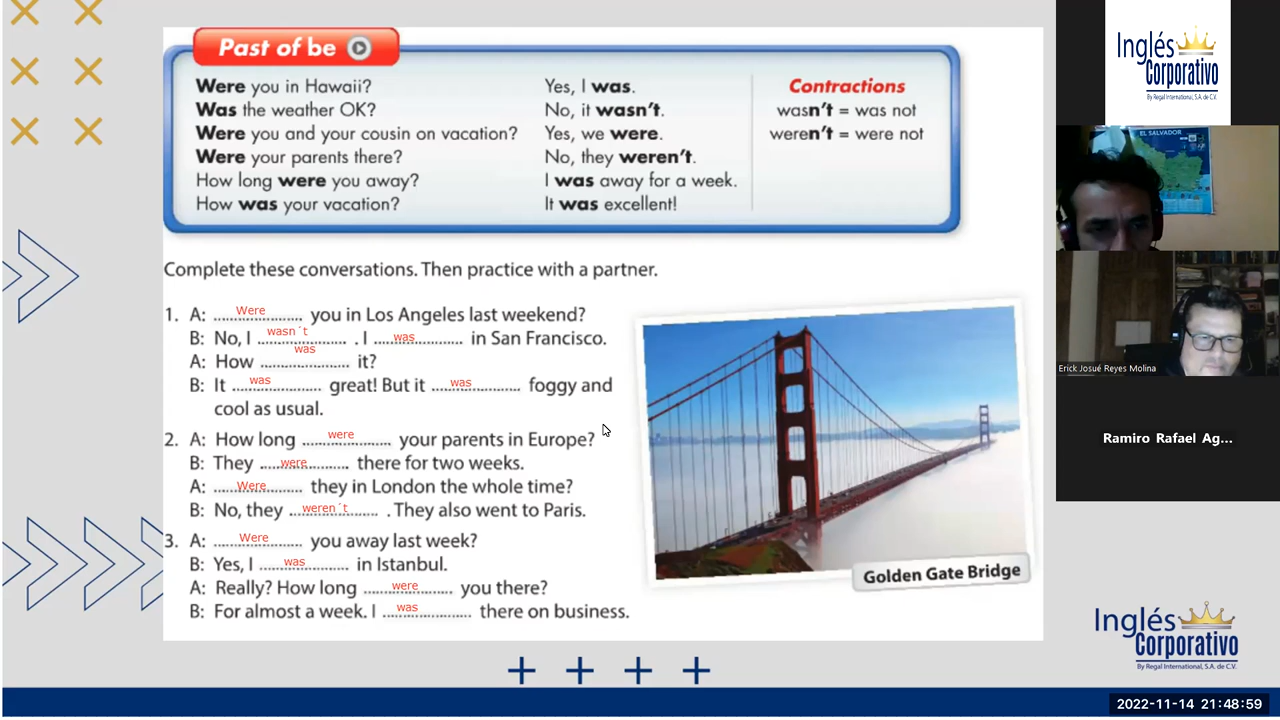 Past of be
Were you in Hawaii? Yes, I was.
Was the weather OK? No, it wasn't.
Were you and your cousin on vacation? Yes, we were.
Were your parents there? No, they weren't.
How long were you away? I was away for a week.
How was your vacation? It was excellent!
Contractions
wasn't = was not
weren't = were not
Complete these conversations. Then practice with a partner.
1. A: Were you in Los Angeles last weekend?
B: No, I wasn´t . I was in San Francisco.
A: How was it?
B: It was great! But it was foggy and
cool as usual.
2. A: How long were your parents in Europe?
B: They were there for two weeks.
A: Were they in London the whole time?
B: No, they weren´t . They also went to Paris.
3. A: Were you away last week?
B: Yes, I was in Istanbul.
A: Really? How long were you there?
B: For almost a week. I was there on business.
Golden Gate Bridge
Inglés
Corporativo
By Regal International, S.A. de C.V.
EL SALVADOR
Erick Josué Reyes Molina
Ramiro Rafael Ag...
Inglés
Corporativo
By Regal International, S.A. de C.V.
2022-11-14 21:48:59